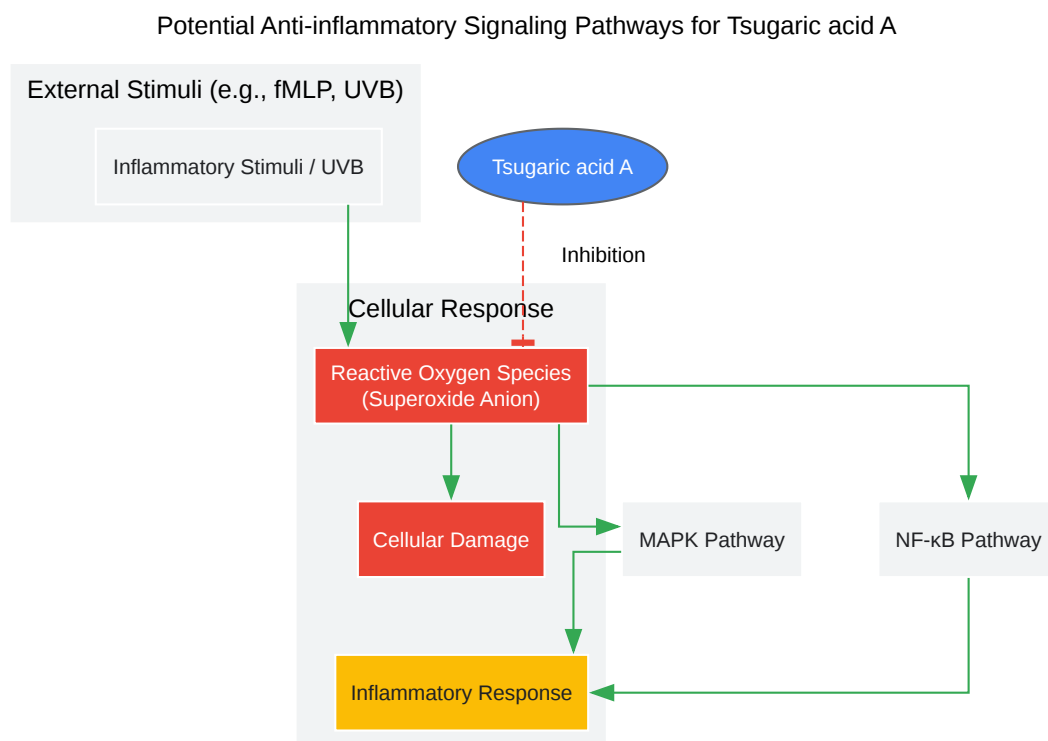 Potential Anti-inflammatory Signaling Pathways for Tsugaric acid A
External Stimuli (e.g., fMLP, UVB)
Inflammatory Stimuli / UVB
Tsugaric acid A
Inhibition
Cellular Response
Reactive Oxygen Species
(Superoxide Anion)
Cellular Damage
MAPK Pathway
NF-κB Pathway
Inflammatory Response